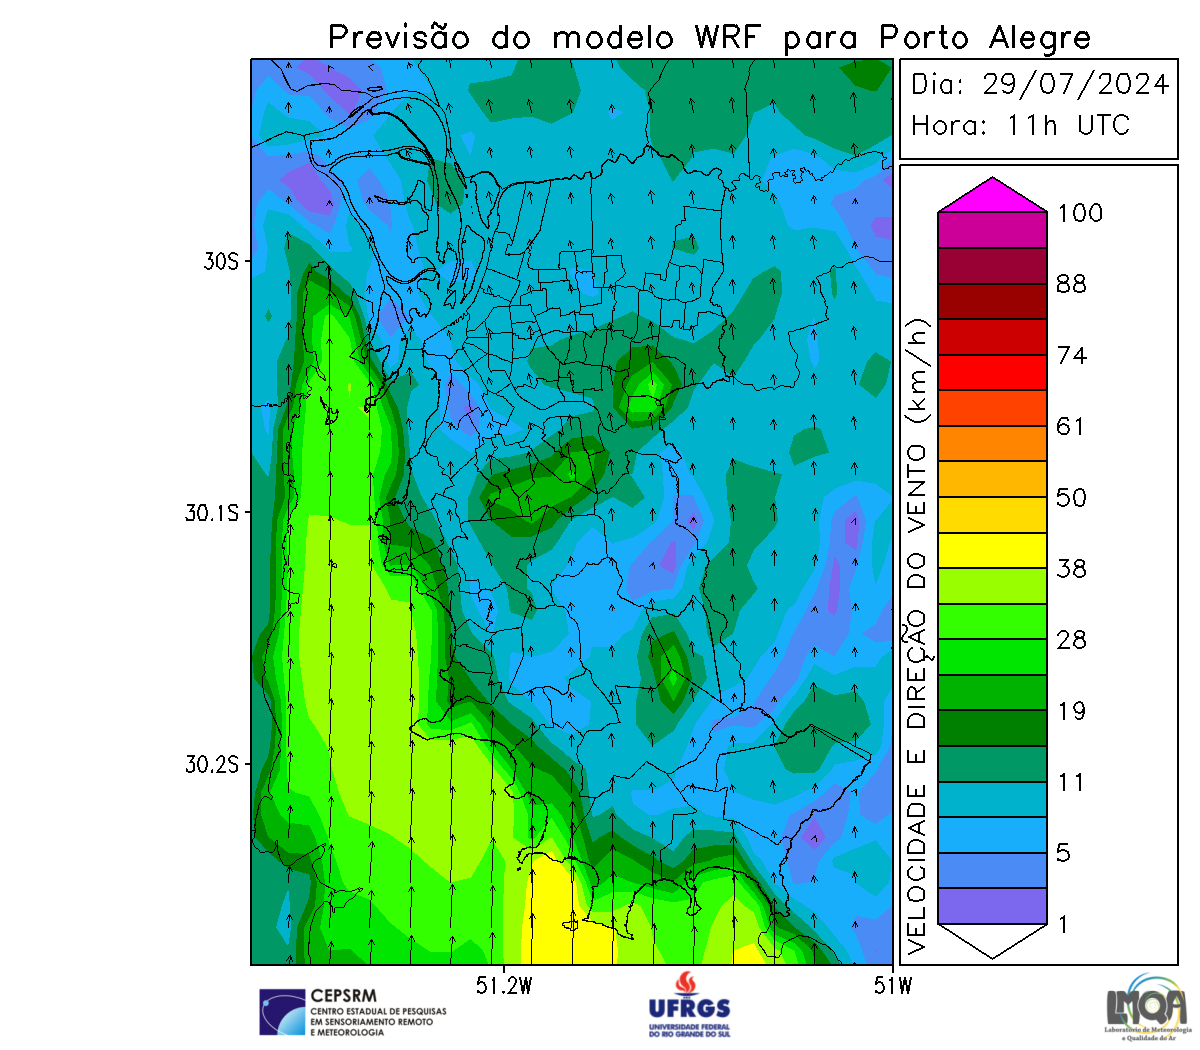 Previsão do modelo WRF para Porto Alegre
Dia: 29/07/2024
Hora: 11h UTC
100
88
74
61
50
38
28
19
11
5
1
VELOCIDADE E DIREÇÃO DO VENTO (km/h)
30S
30.1S
30.2S
51.2W
51W
CEPSRM
CENTRO ESTADUAL DE PESQUISAS
EM SENSORIAMENTO REMOTO
E METEOROLOGIA
UFRGS
UNIVERSIDADE FEDERAL
DO RIO GRANDE DO SUL
LMQA
Laboratório de Meteorologia
e Qualidade do Ar